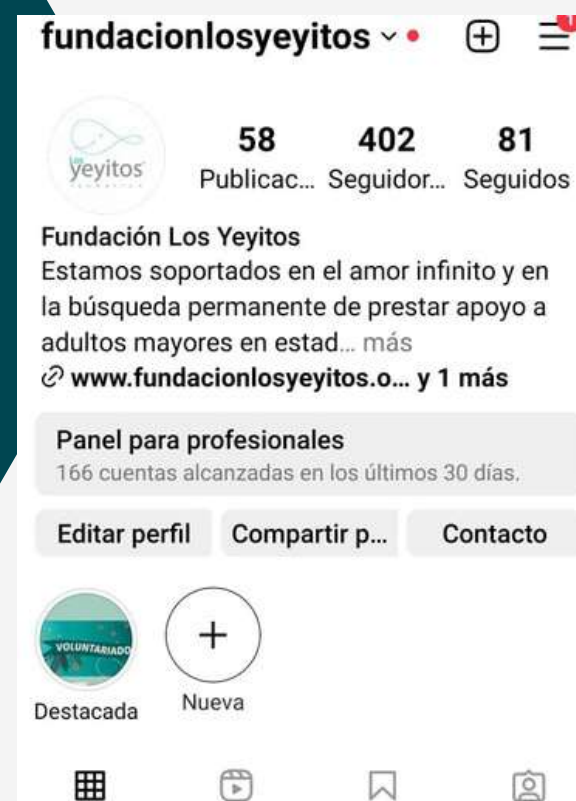 fundacionlosyeyitos
Los
yeyitos
58 402 81
Publicac... Seguidor... Seguidos
Fundación Los Yeyitos
Estamos soportados en el amor infinito y en
la búsqueda permanente de prestar apoyo a
adultos mayores en estad... más
www.fundacionlosyeyitos.o... y 1 más
Panel para profesionales
166 cuentas alcanzadas en los últimos 30 días.
Editar perfil Compartir p... Contacto
VOLUNTARIADO
Destacada Nueva